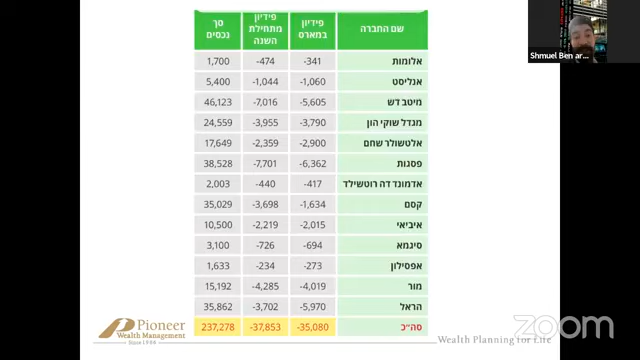 שם החברה פידיון במארס פידיון מתחילת השנה סך נכסים
אלומות -341 -474 1,700
אנליסט -1,060 -1,044 5,400
מיטב דש -5,605 -7,016 46,123
מגדל שוקי הון -3,790 -3,955 24,559
אלטשולר שחם -2,900 -2,359 17,649
פסגות -6,362 -7,701 38,528
אדמונד דה רוטשילד -417 -440 2,003
קסם -1,634 -3,698 35,029
איביאי -2,015 -2,219 10,500
סיגמא -694 -726 3,100
אפסילון -273 -234 1,633
מור -4,019 -4,285 15,192
הראל -5,970 -3,702 35,862
סה״כ -35,080 -37,853 237,278
Shmuel Ben ar...
Pioneer
Wealth Management
Since 1984
Wealth Planning for Life
zoom